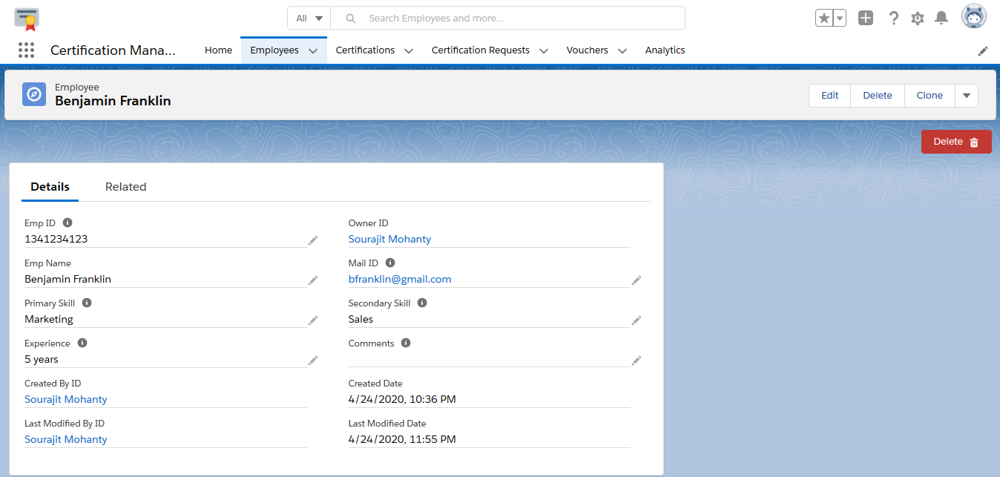 All Search Employees and more...
Certification Mana... Home Employees Certifications Certification Requests Vouchers Analytics
Employee
Benjamin Franklin
Edit Delete Clone
Delete
Details Related
Emp ID Owner ID
1341234123 Sourajit Mohanty
Emp Name Mail ID
Benjamin Franklin bfranklin@gmail.com
Primary Skill Secondary Skill
Marketing Sales
Experience Comments
5 years
Created By ID Created Date
Sourajit Mohanty 4/24/2020, 10:36 PM
Last Modified By ID Last Modified Date
Sourajit Mohanty 4/24/2020, 11:55 PM